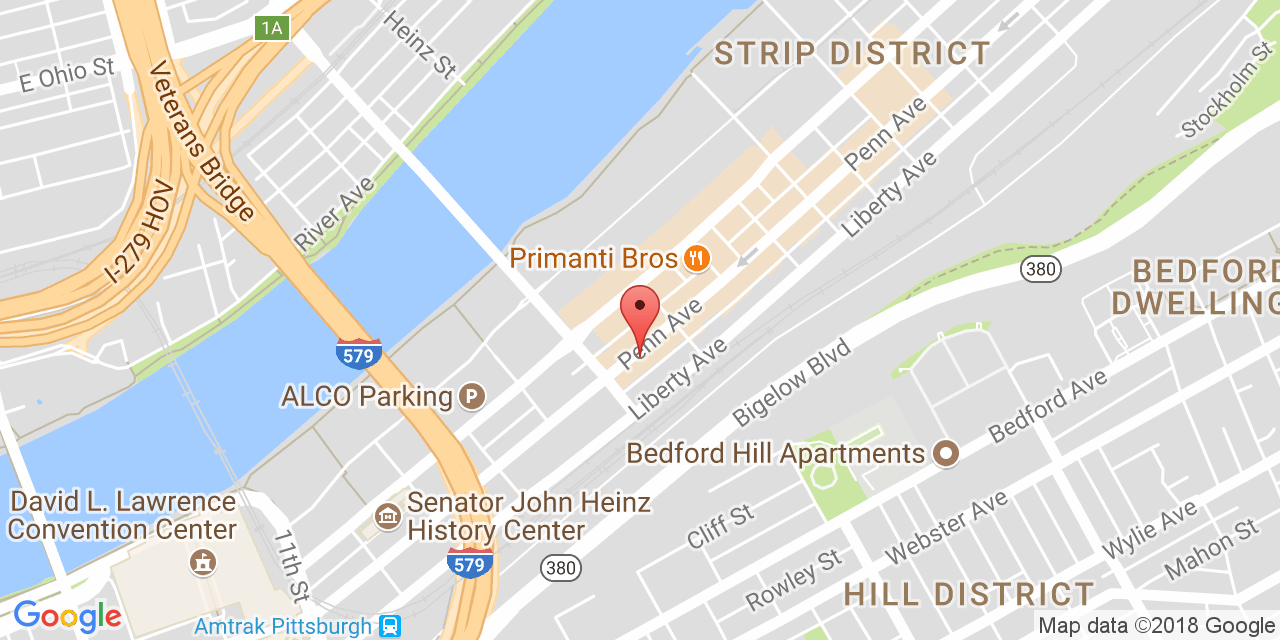 1A
Heinz St
E Ohio St
Veterans Bridge
STRIP DISTRICT
Stockholm St
I-279 HOV
River Ave
Penn Ave
Liberty Ave
Primanti Bros
380
BEDFORD
DWELLING
579
Penn Ave
Liberty Ave
Bigelow Blvd
ALCO Parking
P
Bedford Ave
Bedford Hill Apartments
David L. Lawrence
Convention Center
Senator John Heinz
History Center
11th St
579
380
Cliff St
Webster Ave
Wylie Ave
Mahon St
Rowley St
HILL DISTRICT
Google
Amtrak Pittsburgh
Map data ©2018 Google